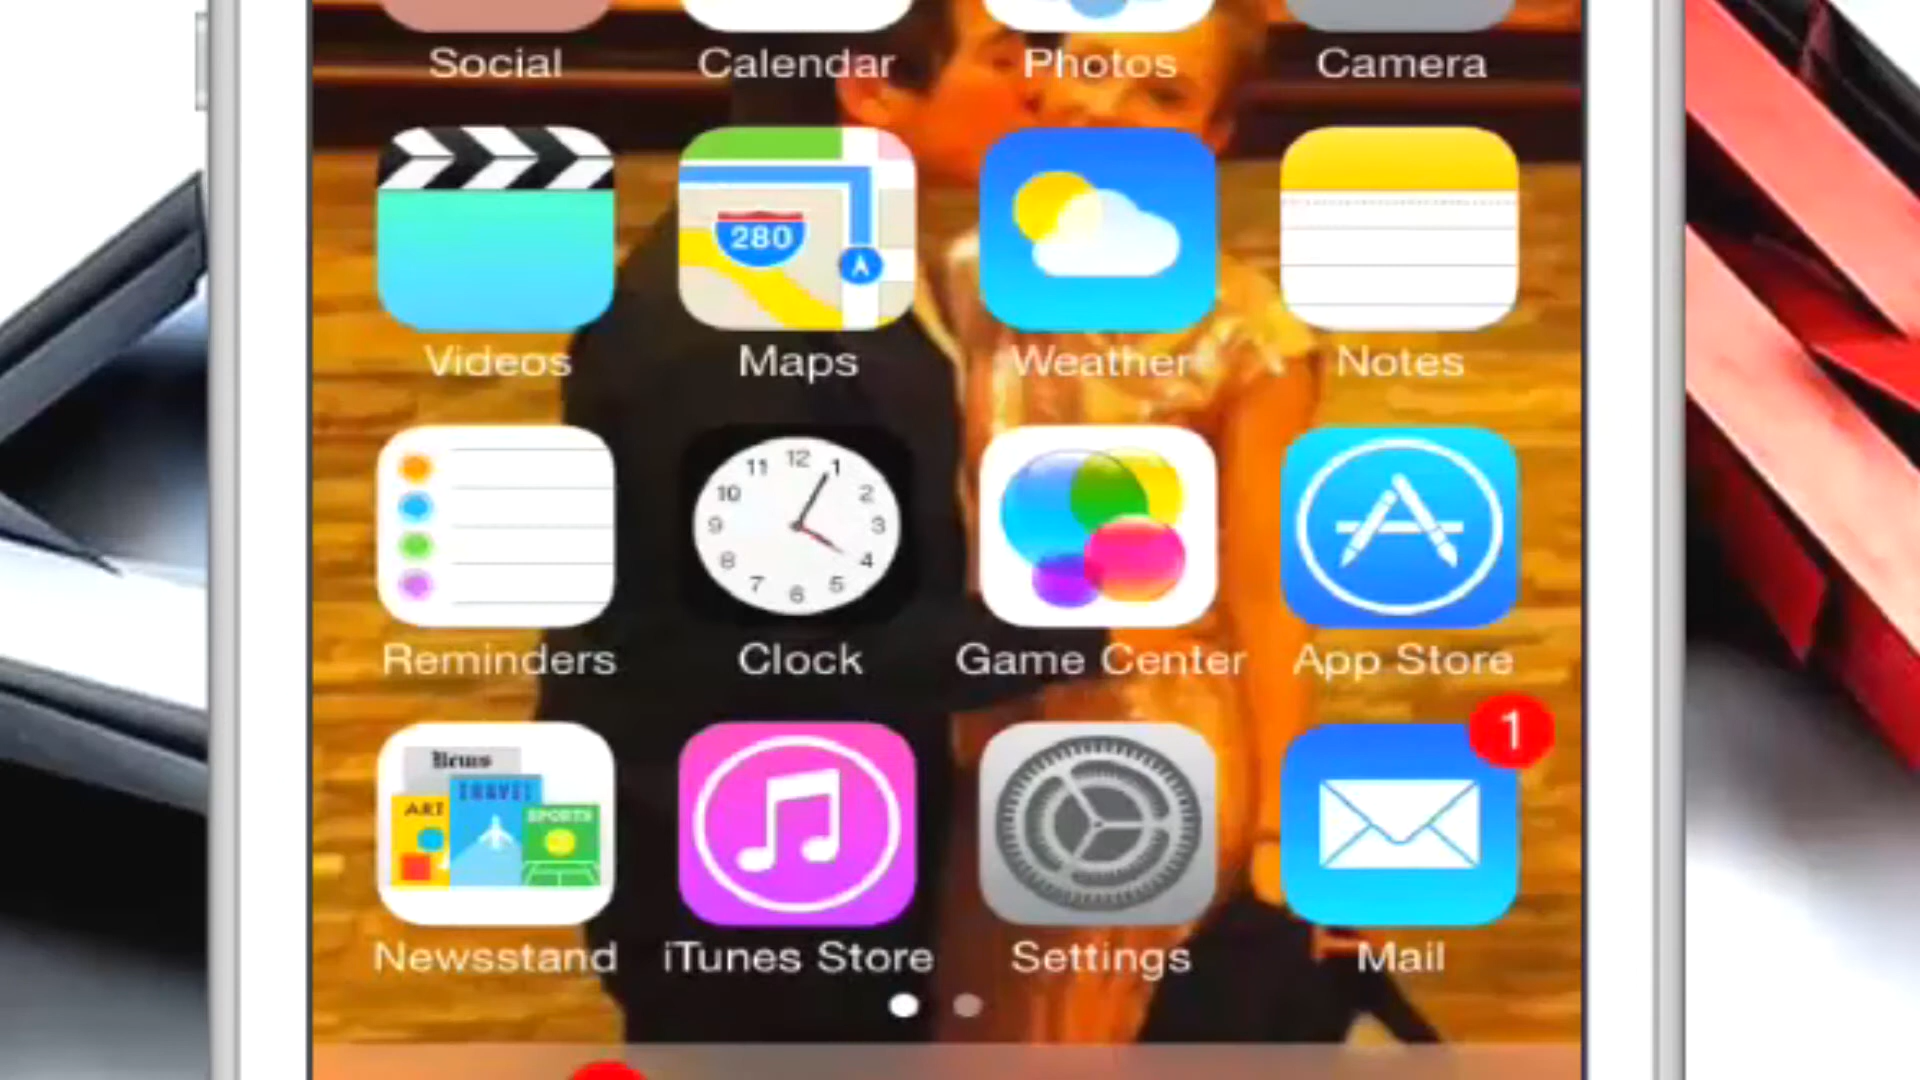 Social Calendar Photos Camera
280
Videos Maps Weather Notes
11 12 1
10 2
9 3
8 4
7 6 5
Reminders Clock Game Center App Store
1
News
TRAVEL
ART SPORTS
Newsstand iTunes Store Settings Mail